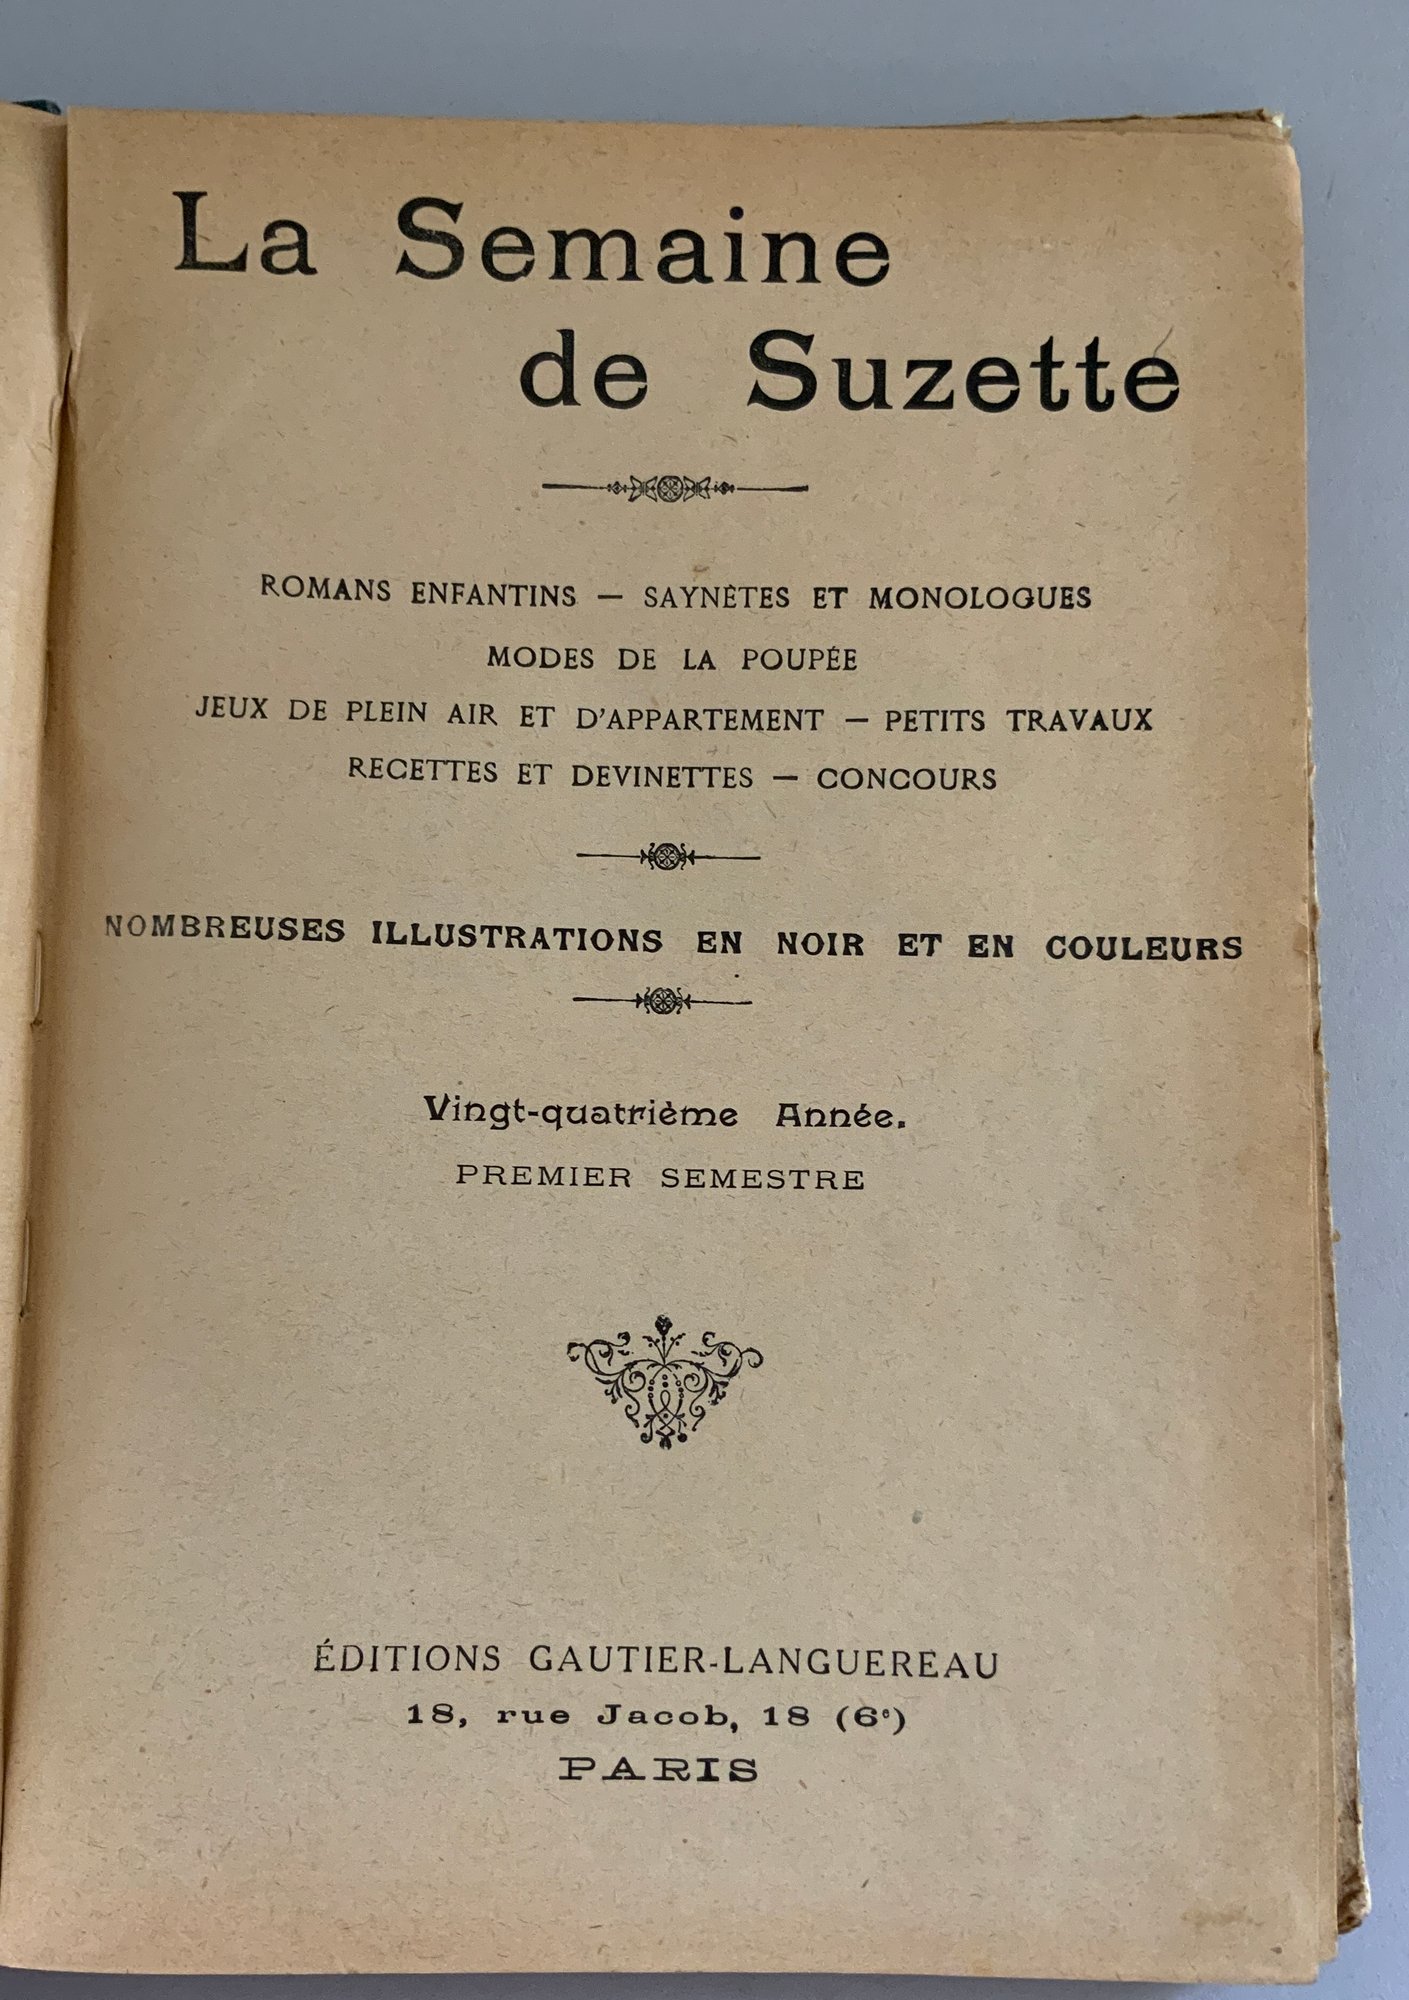 La Semaine
de Suzette
ROMANS ENFANTINS — SAYNÈTES ET MONOLOGUES
MODES DE LA POUPÉE
JEUX DE PLEIN AIR ET D'APPARTEMENT — PETITS TRAVAUX
RECETTES ET DEVINETTES — CONCOURS
NOMBREUSES ILLUSTRATIONS EN NOIR ET EN COULEURS
Vingt-quatrième Année.
PREMIER SEMESTRE
ÉDITIONS GAUTIER-LANGUEREAU
18, rue Jacob, 18 (6ᵉ)
PARIS